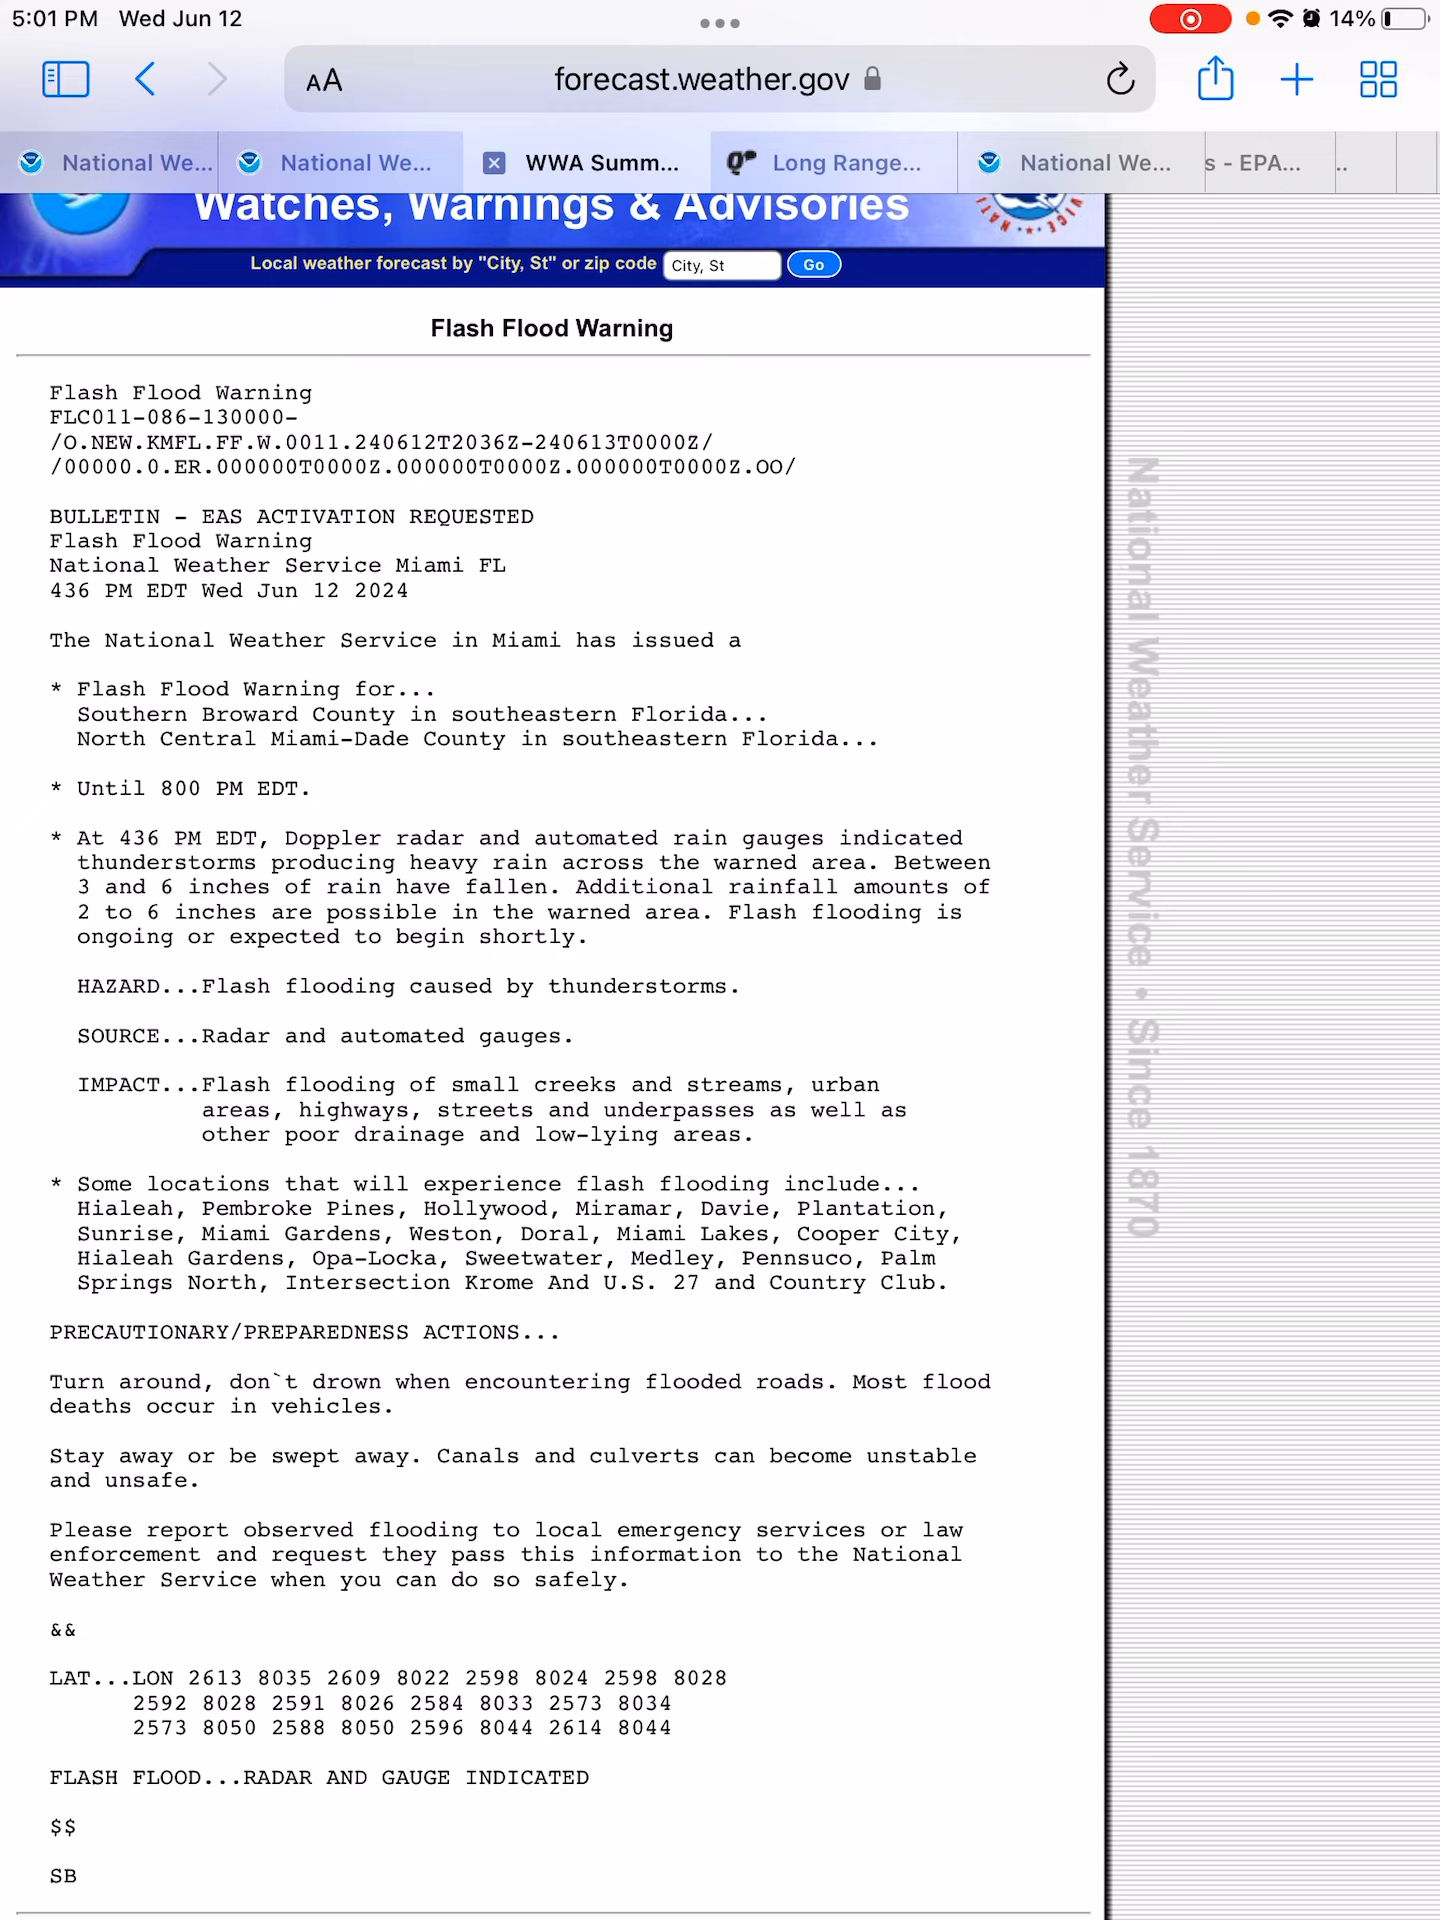 5:01 PM Wed Jun 12
14%
AA
forecast.weather.gov
National We...
National We...
WWA Summ...
Long Range...
National We...
s - EPA...
..
Watches, Warnings & Advisories
Local weather forecast by "City, St" or zip code City, St Go
Flash Flood Warning
Flash Flood Warning
FLC011-086-130000-
/O.NEW.KMFL.FF.W.0011.240612T2036Z-240613T0000Z/
/00000.0.ER.000000T0000Z.000000T0000Z.000000T0000Z.OO/
BULLETIN - EAS ACTIVATION REQUESTED
Flash Flood Warning
National Weather Service Miami FL
436 PM EDT Wed Jun 12 2024
The National Weather Service in Miami has issued a
* Flash Flood Warning for...
Southern Broward County in southeastern Florida...
North Central Miami-Dade County in southeastern Florida...
* Until 800 PM EDT.
* At 436 PM EDT, Doppler radar and automated rain gauges indicated
thunderstorms producing heavy rain across the warned area. Between
3 and 6 inches of rain have fallen. Additional rainfall amounts of
2 to 6 inches are possible in the warned area. Flash flooding is
ongoing or expected to begin shortly.
HAZARD...Flash flooding caused by thunderstorms.
SOURCE...Radar and automated gauges.
IMPACT...Flash flooding of small creeks and streams, urban
areas, highways, streets and underpasses as well as
other poor drainage and low-lying areas.
* Some locations that will experience flash flooding include...
Hialeah, Pembroke Pines, Hollywood, Miramar, Davie, Plantation,
Sunrise, Miami Gardens, Weston, Doral, Miami Lakes, Cooper City,
Hialeah Gardens, Opa-Locka, Sweetwater, Medley, Pennsuco, Palm
Springs North, Intersection Krome And U.S. 27 and Country Club.
PRECAUTIONARY/PREPAREDNESS ACTIONS...
Turn around, don`t drown when encountering flooded roads. Most flood
deaths occur in vehicles.
Stay away or be swept away. Canals and culverts can become unstable
and unsafe.
Please report observed flooding to local emergency services or law
enforcement and request they pass this information to the National
Weather Service when you can do so safely.
&&
LAT...LON 2613 8035 2609 8022 2598 8024 2598 8028
2592 8028 2591 8026 2584 8033 2573 8034
2573 8050 2588 8050 2596 8044 2614 8044
FLASH FLOOD...RADAR AND GAUGE INDICATED
$$
SB
National Weather Service • Since 1870